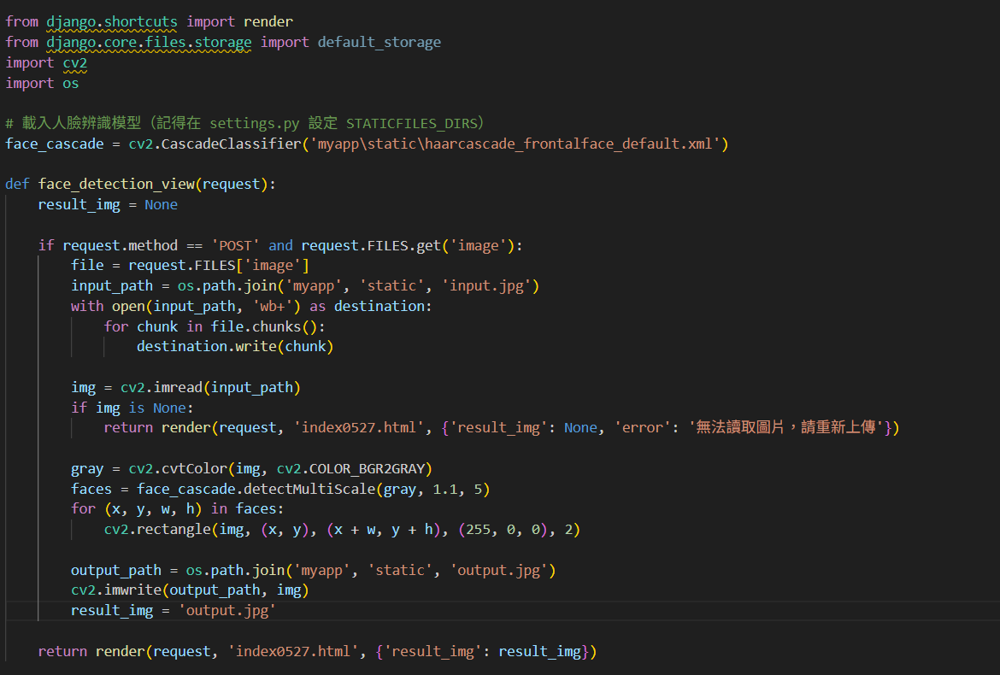 from django.shortcuts import render
from django.core.files.storage import default_storage
import cv2
import os
# 載入人臉辨識模型（記得在 settings.py 設定 STATICFILES_DIRS）
face_cascade = cv2.CascadeClassifier('myapp\static\haarcascade_frontalface_default.xml')
def face_detection_view(request):
    result_img = None
    if request.method == 'POST' and request.FILES.get('image'):
        file = request.FILES['image']
        input_path = os.path.join('myapp', 'static', 'input.jpg')
        with open(input_path, 'wb+') as destination:
            for chunk in file.chunks():
                destination.write(chunk)
        img = cv2.imread(input_path)
        if img is None:
            return render(request, 'index0527.html', {'result_img': None, 'error': '無法讀取圖片，請重新上傳'})
        gray = cv2.cvtColor(img, cv2.COLOR_BGR2GRAY)
        faces = face_cascade.detectMultiScale(gray, 1.1, 5)
        for (x, y, w, h) in faces:
            cv2.rectangle(img, (x, y), (x + w, y + h), (255, 0, 0), 2)
        output_path = os.path.join('myapp', 'static', 'output.jpg')
        cv2.imwrite(output_path, img)
        result_img = 'output.jpg'
    return render(request, 'index0527.html', {'result_img': result_img})